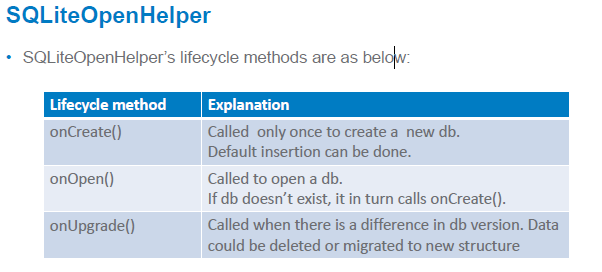 SQLiteOpenHelper
• SQLiteOpenHelper's lifecycle methods are as below:
Lifecycle method Explanation
onCreate() Called only once to create a new db.
Default insertion can be done.
onOpen() Called to open a db.
If db doesn't exist, it in turn calls onCreate().
onUpgrade() Called when there is a difference in db version. Data
could be deleted or migrated to new structure